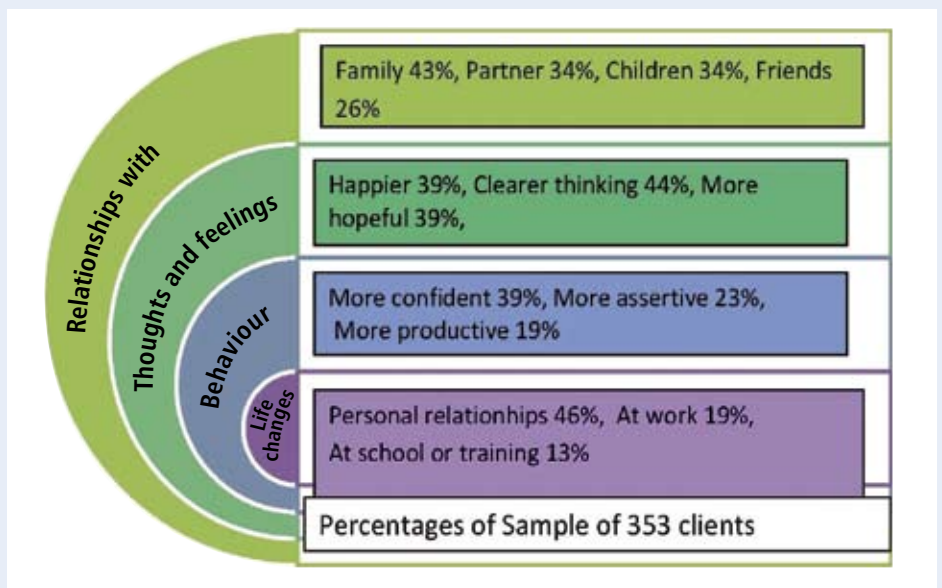 Relationships with
Family 43%, Partner 34%, Children 34%, Friends
26%
Thoughts and feelings
Happier 39%, Clearer thinking 44%, More
hopeful 39%,
Behaviour
More confident 39%, More assertive 23%,
More productive 19%
Life
changes
Personal relationhips 46%,  At work 19%,
At school or training 13%
Percentages of Sample of 353 clients